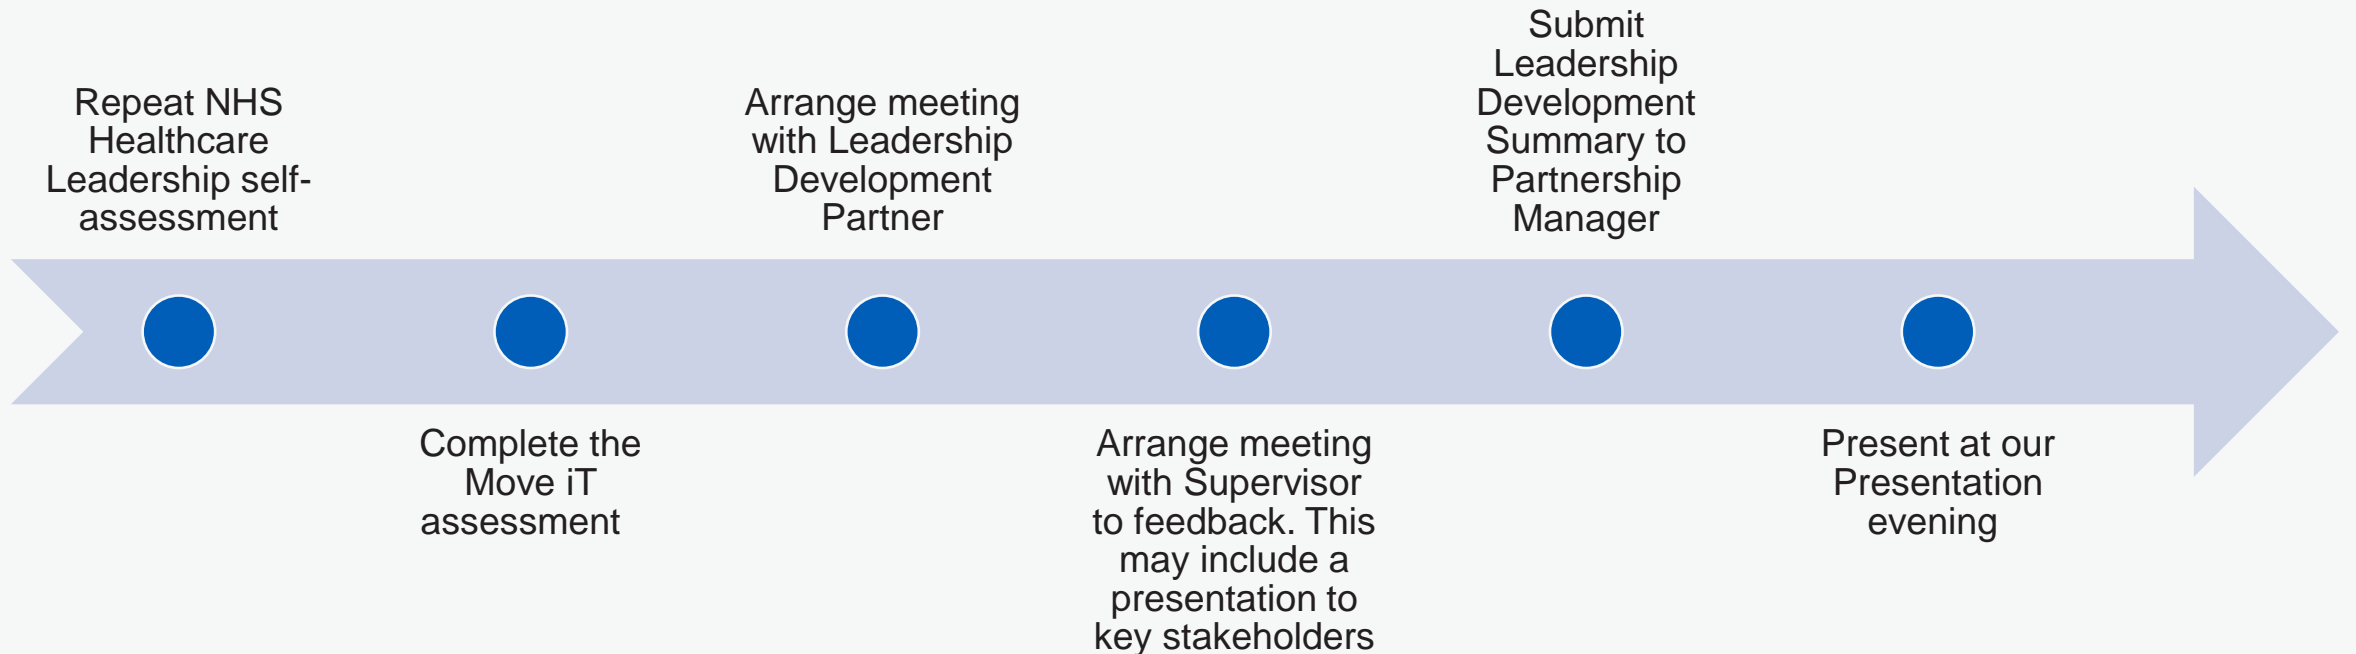 Repeat NHS
Healthcare
Leadership self-
assessment
Complete the
Move iT
assessment
Arrange meeting
with Leadership
Development
Partner
Arrange meeting
with Supervisor
to feedback. This
may include a
presentation to
key stakeholders
Submit
Leadership
Development
Summary to
Partnership
Manager
Present at our
Presentation
evening